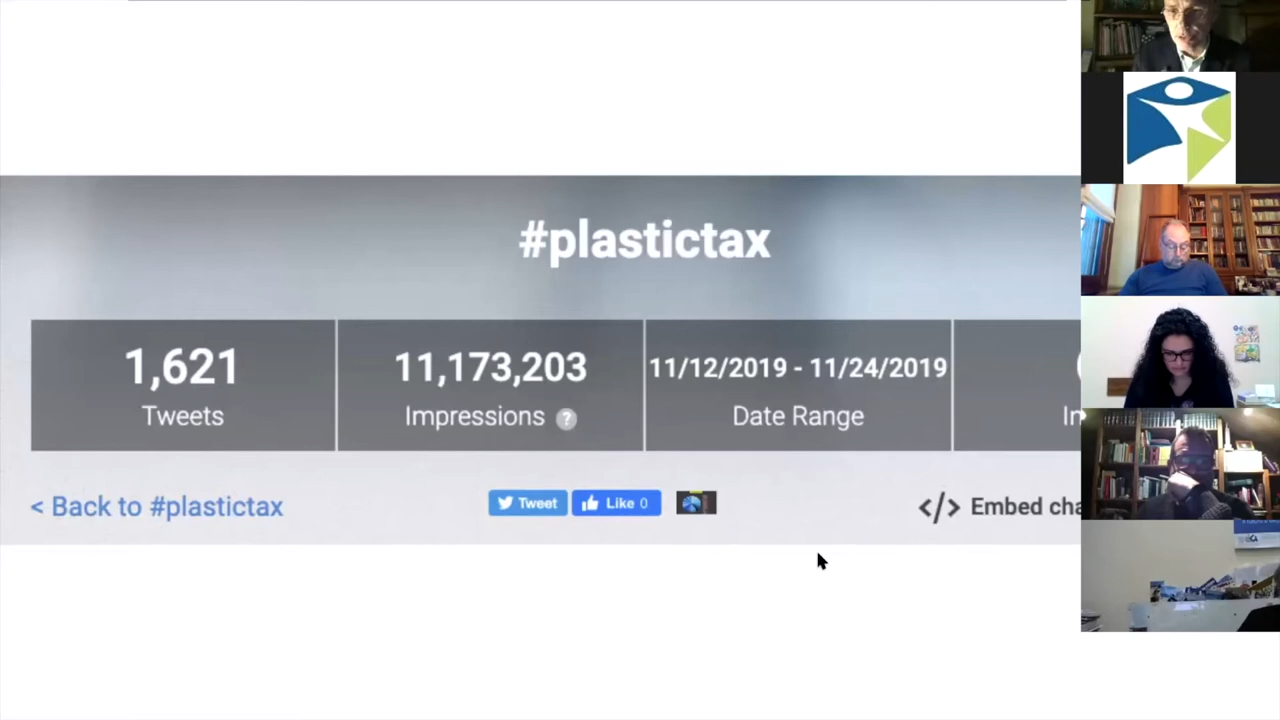 #plastictax
1,621
Tweets
11,173,203
Impressions ?
11/12/2019 - 11/24/2019
Date Range
< Back to #plastictax
Tweet
Like 0
</> Embed